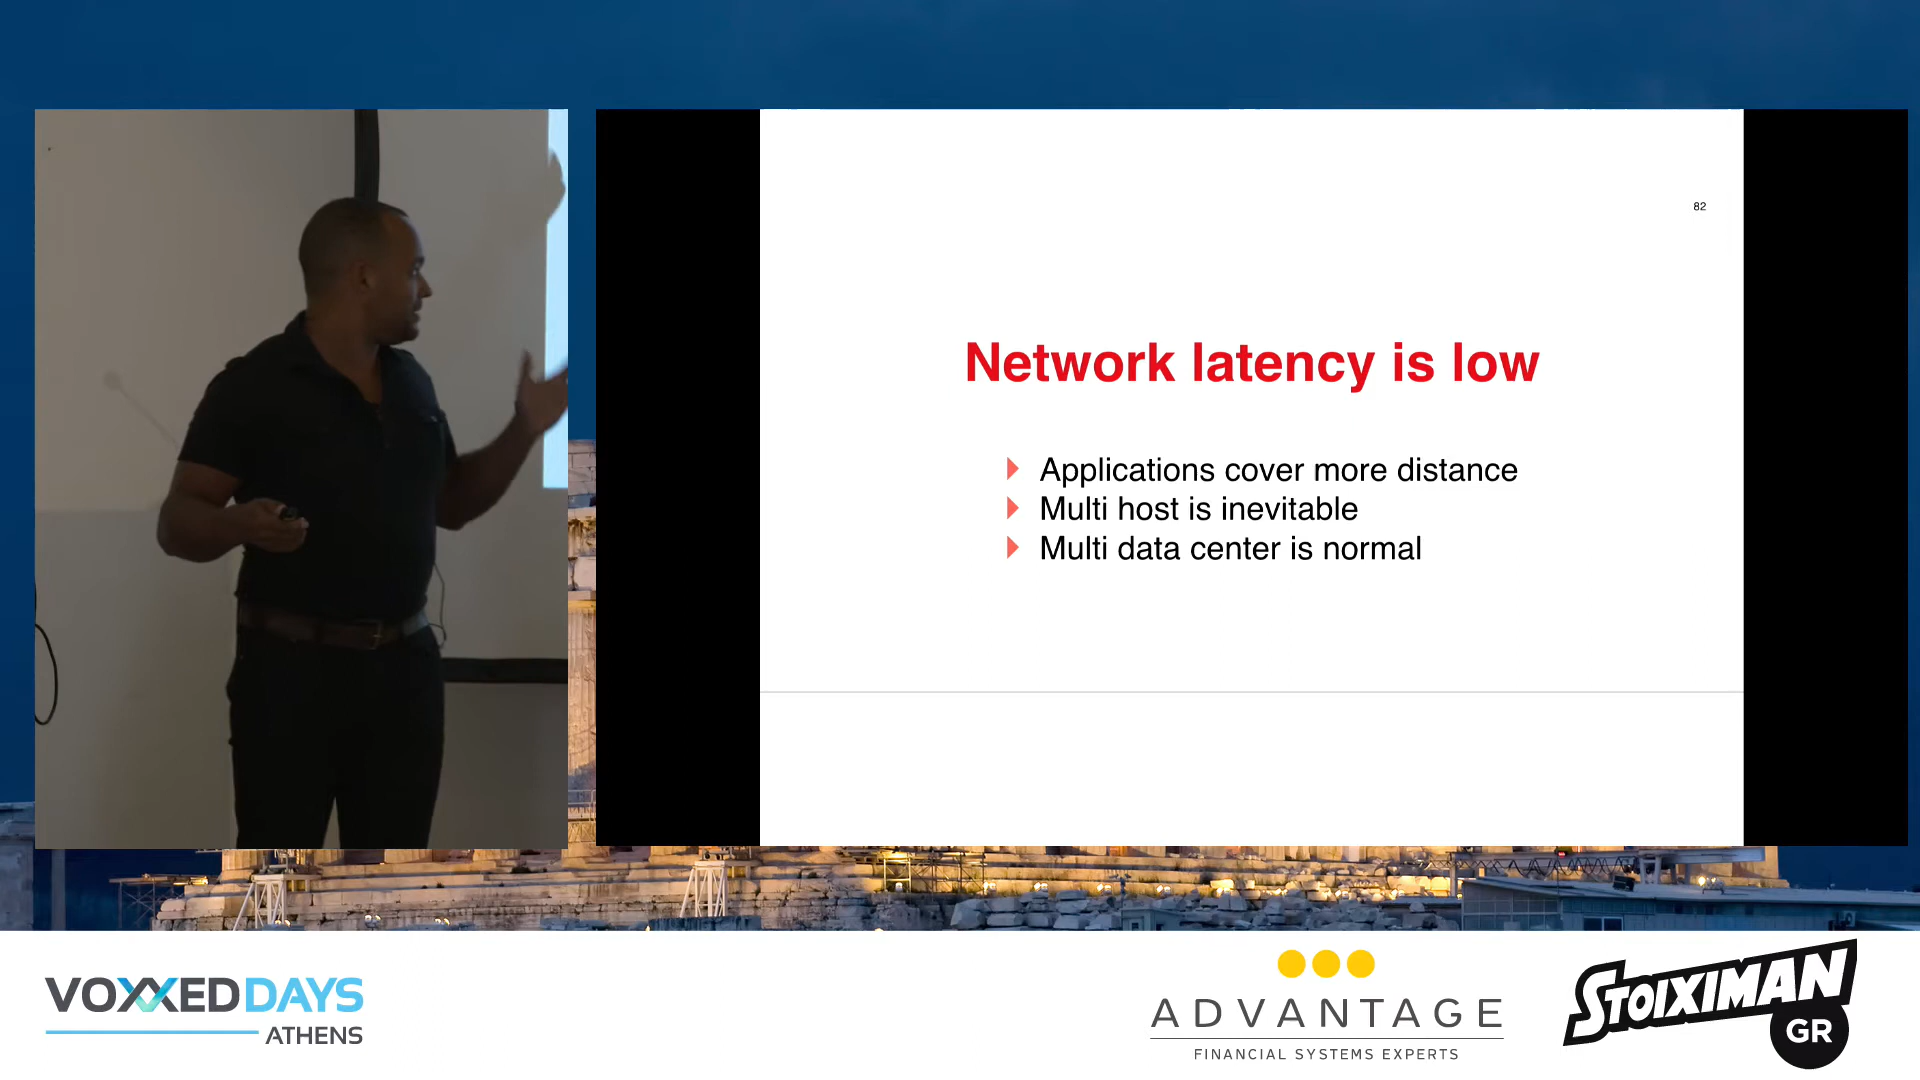 82
Network latency is low
Applications cover more distance
Multi host is inevitable
Multi data center is normal
VOXXEDDAYS
ATHENS
ADVANTAGE
FINANCIAL SYSTEMS EXPERTS
STOIXIMAN
GR